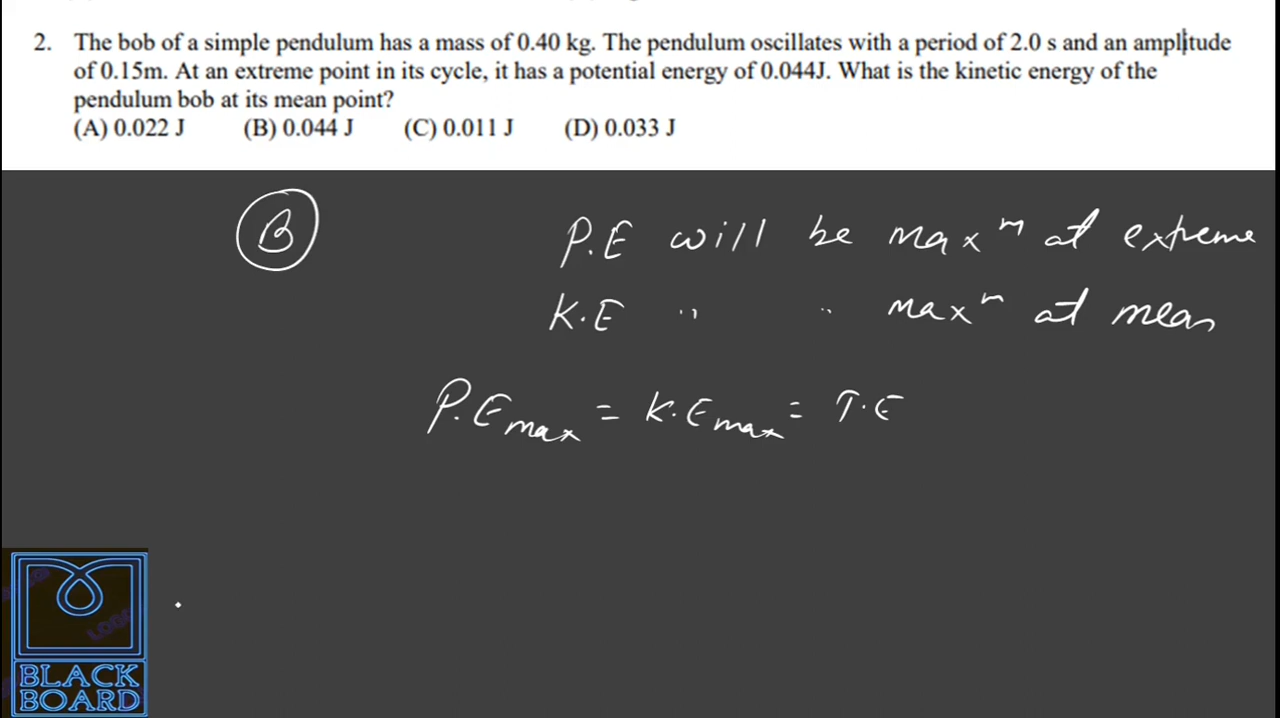 2. The bob of a simple pendulum has a mass of 0.40 kg. The pendulum oscillates with a period of 2.0 s and an amplitude
of 0.15m. At an extreme point in its cycle, it has a potential energy of 0.044J. What is the kinetic energy of the
pendulum bob at its mean point?
(A) 0.022 J (B) 0.044 J (C) 0.011 J (D) 0.033 J
B P.E will be maxᵐ at extreme
K.E " " maxᵐ at mean
P.E max = K.E max = T.E
BLACK
BOARD